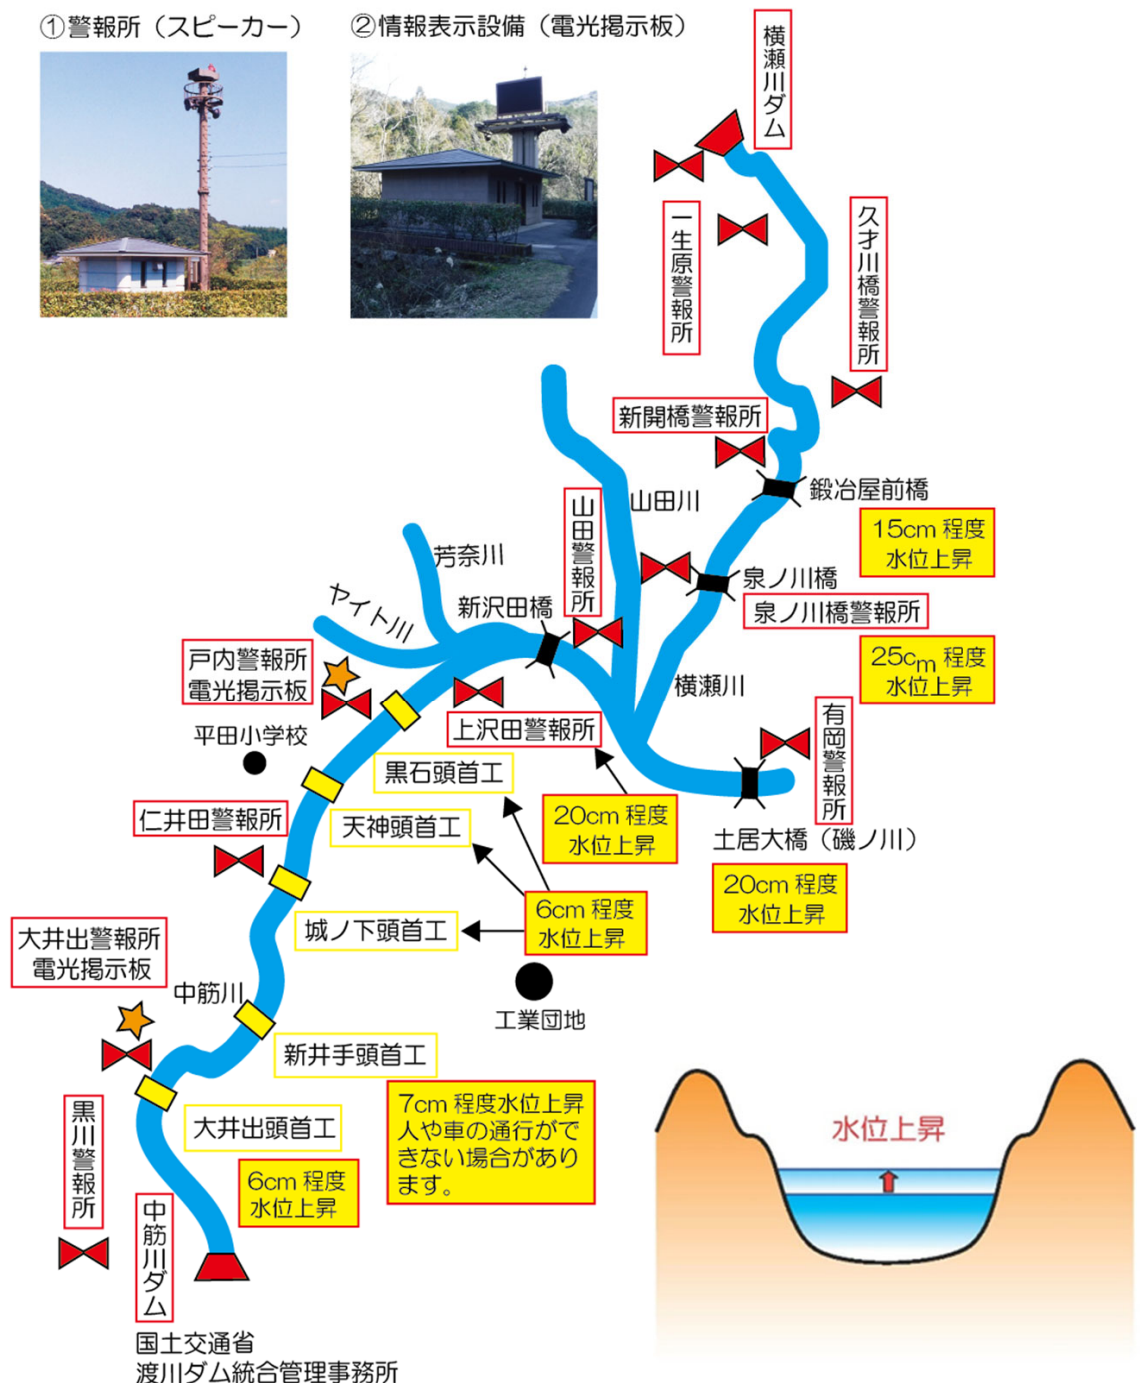 ①警報所（スピーカー）
②情報表示設備（電光掲示板）
横瀬川ダム
一生原警報所
久才川橋警報所
新開橋警報所
鍛冶屋前橋
15cm 程度
水位上昇
山田川
山田警報所
芳奈川
ヤイト川
新沢田橋
泉ノ川橋
泉ノ川橋警報所
25cm 程度
水位上昇
横瀬川
戸内警報所
電光掲示板
平田小学校
上沢田警報所
有岡警報所
黒石頭首工
天神頭首工
仁井田警報所
20cm 程度
水位上昇
土居大橋（磯ノ川）
20cm 程度
水位上昇
6cm 程度
水位上昇
城ノ下頭首工
大井出警報所
電光掲示板
中筋川
工業団地
新井手頭首工
7cm 程度水位上昇
人や車の通行がで
きない場合があり
ます。
大井出頭首工
6cm 程度
水位上昇
黒川警報所
中筋川ダム
国土交通省
渡川ダム統合管理事務所
水位上昇